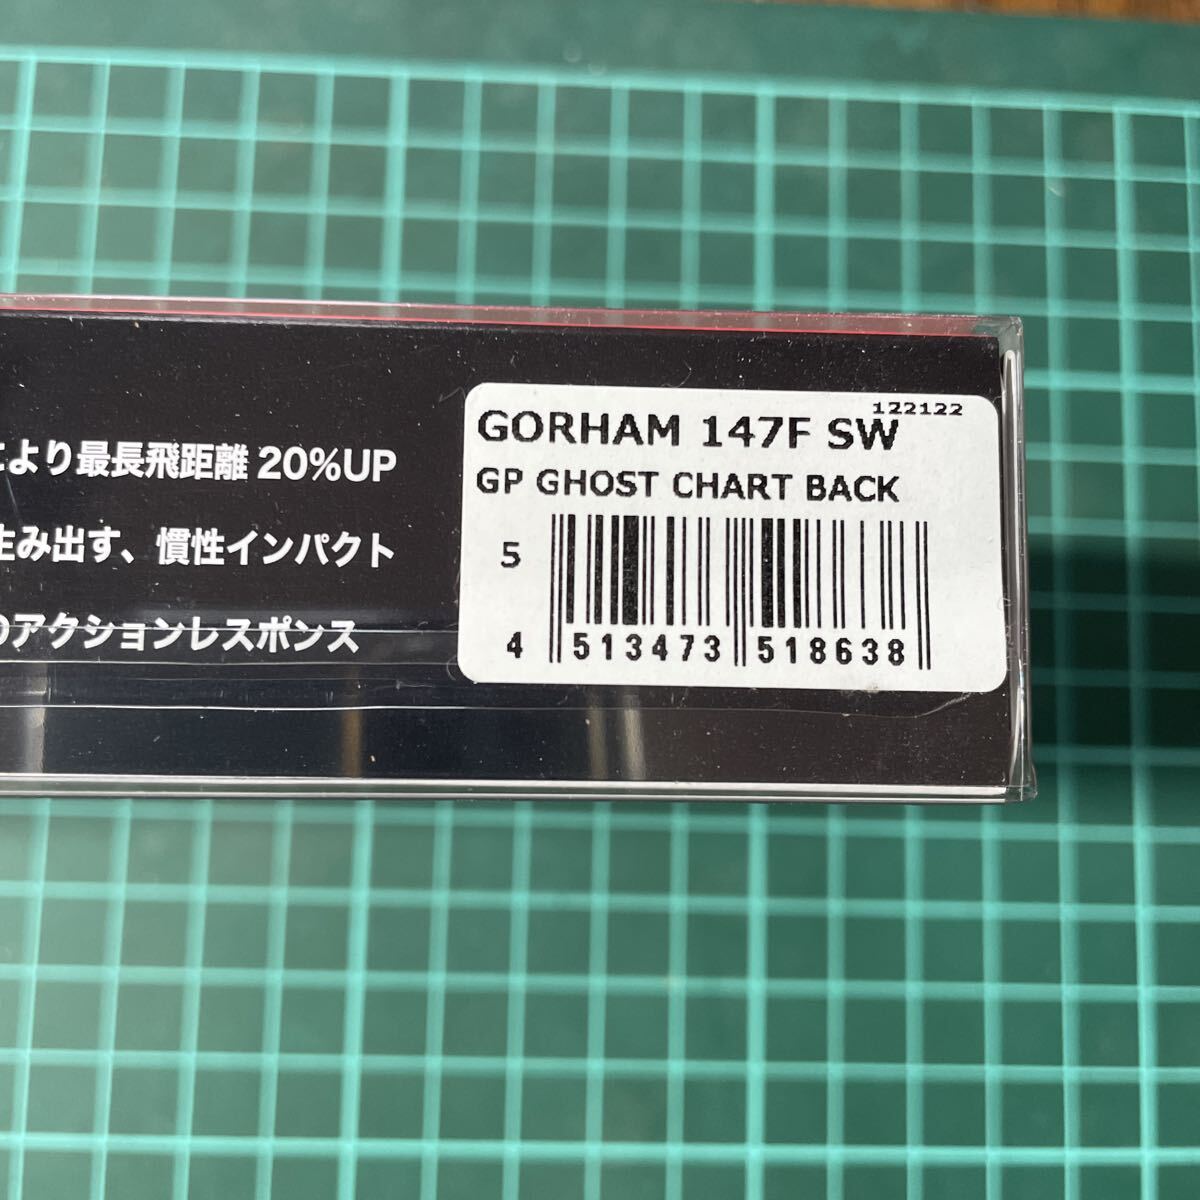 より最長飛距離 20%UP
生み出す、慣性インパクト
のアクションレスポンス
122122
GORHAM 147F SW
GP GHOST CHART BACK
5
4 513473 518638